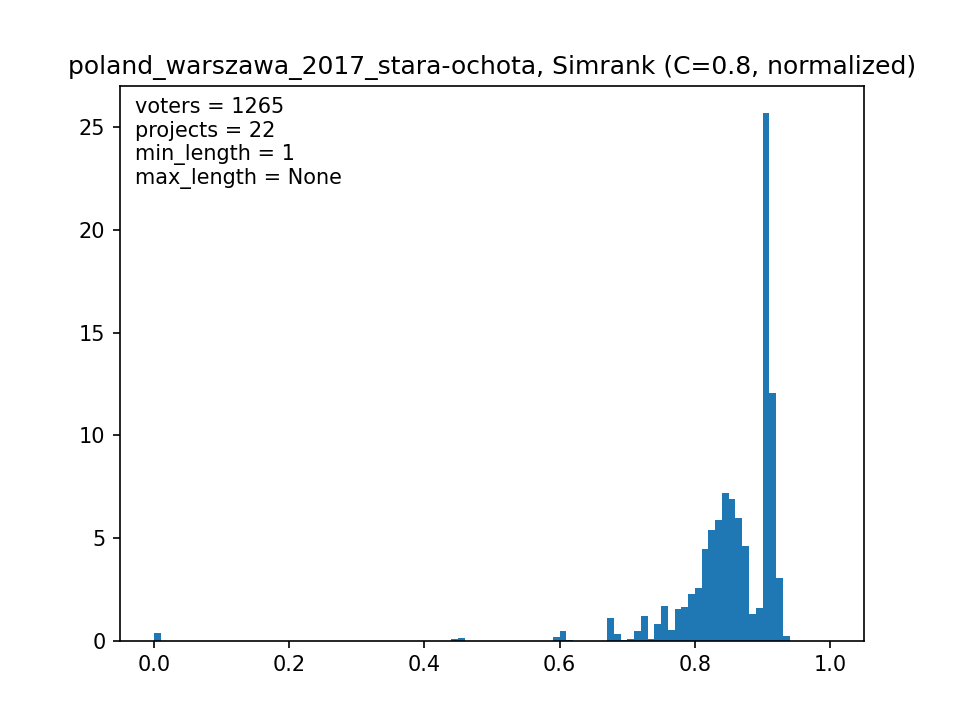 poland_warszawa_2017_stara-ochota, Simrank (C=0.8, normalized)
voters = 1265
projects = 22
min_length = 1
max_length = None
25
20
15
10
5
0
0.0 0.2 0.4 0.6 0.8 1.0